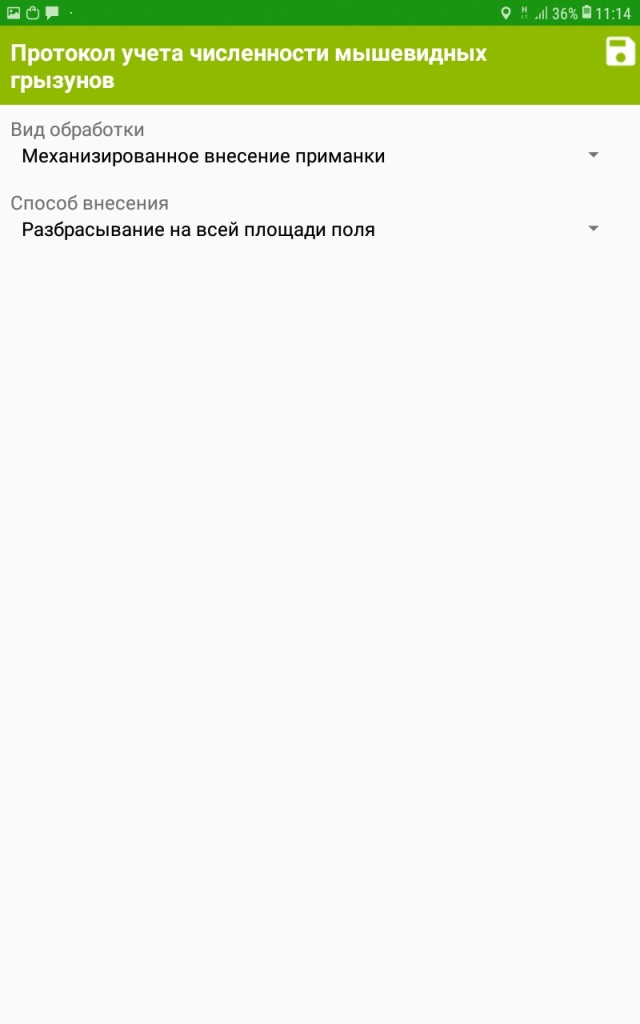 36% 11:14
Протокол учета численности мышевидных
грызунов
Вид обработки
Механизированное внесение приманки
Способ внесения
Разбрасывание на всей площади поля